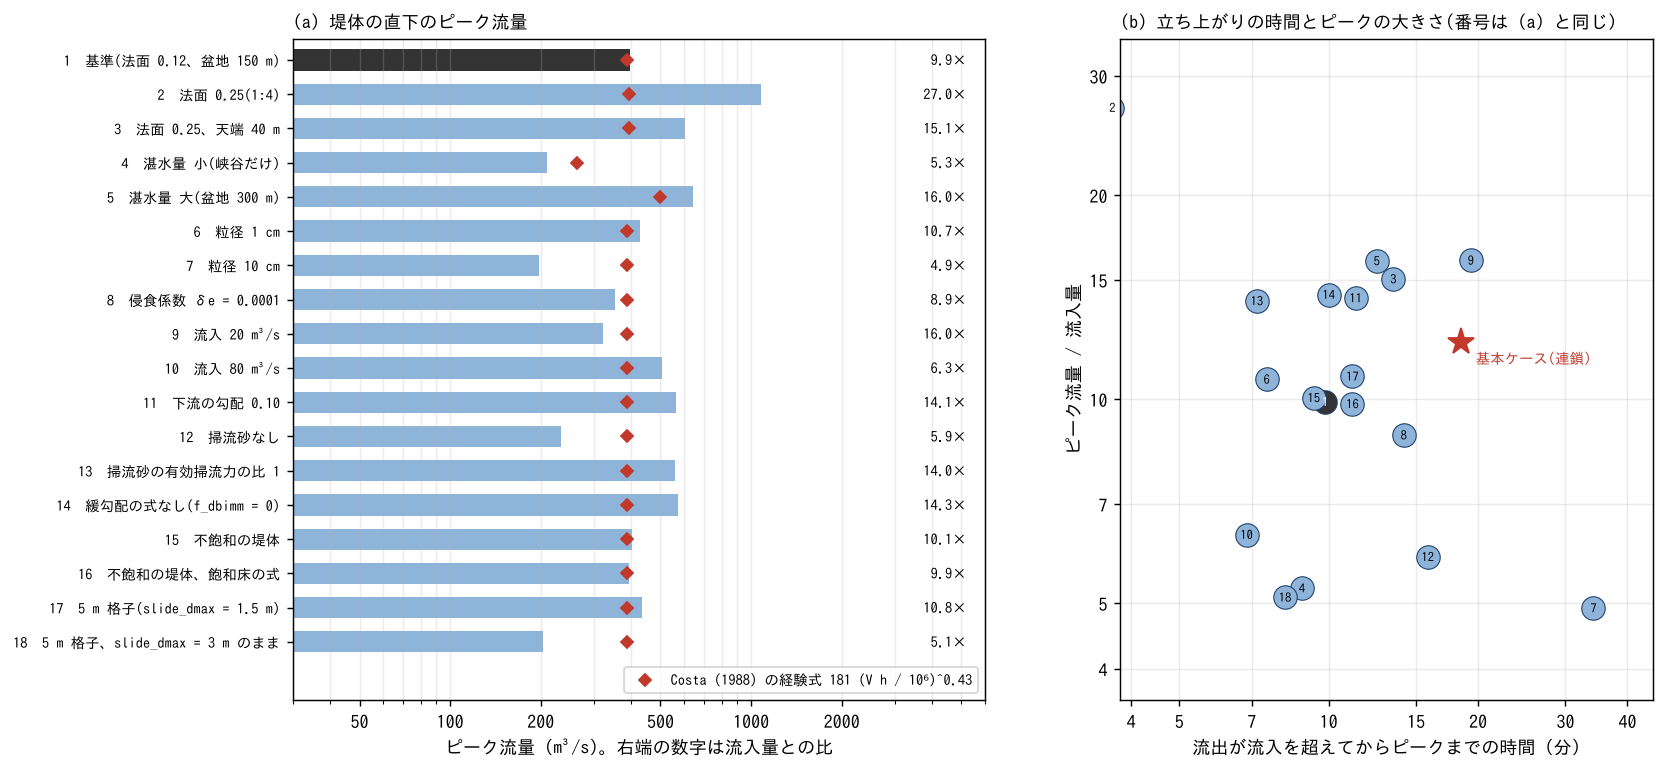 (a) 堤体の直下のピーク流量
1 基準(法面 0.12、盆地 150 m) 9.9×
2 法面 0.25(1:4) 27.0×
3 法面 0.25、天端 40 m 15.1×
4 湛水量 小(峡谷だけ) 5.3×
5 湛水量 大(盆地 300 m) 16.0×
6 粒径 1 cm 10.7×
7 粒径 10 cm 4.9×
8 侵食係数 δe = 0.0001 8.9×
9 流入 20 m³/s 16.0×
10 流入 80 m³/s 6.3×
11 下流の勾配 0.10 14.1×
12 掃流砂なし 5.9×
13 掃流砂の有効掃流力の比 1 14.0×
14 緩勾配の式なし(f_dbimm = 0) 14.3×
15 不飽和の堤体 10.1×
16 不飽和の堤体、飽和床の式 9.9×
17 5 m 格子(slide_dmax = 1.5 m) 10.8×
18 5 m 格子、slide_dmax = 3 m のまま 5.1×
Costa (1988) の経験式 181 (V h / 10⁶)^0.43
50 100 200 500 1000 2000
ピーク流量 (m³/s)。右端の数字は流入量との比
(b) 立ち上がりの時間とピークの大きさ(番号は (a) と同じ)
ピーク流量 / 流入量
30
20
15
10
7
5
4
2
5
9
3
14
11
13
基本ケース(連鎖)
6
17
15
1
16
8
10
12
4
18
7
4 5 7 10 15 20 30 40
流出が流入を超えてからピークまでの時間 (分)